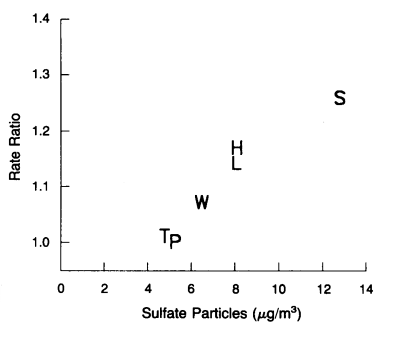 1.4
1.3
S
1.2
H
L
1.1
W
TP
1.0
Rate Ratio
0 2 4 6 8 10 12 14
Sulfate Particles (μg/m³)